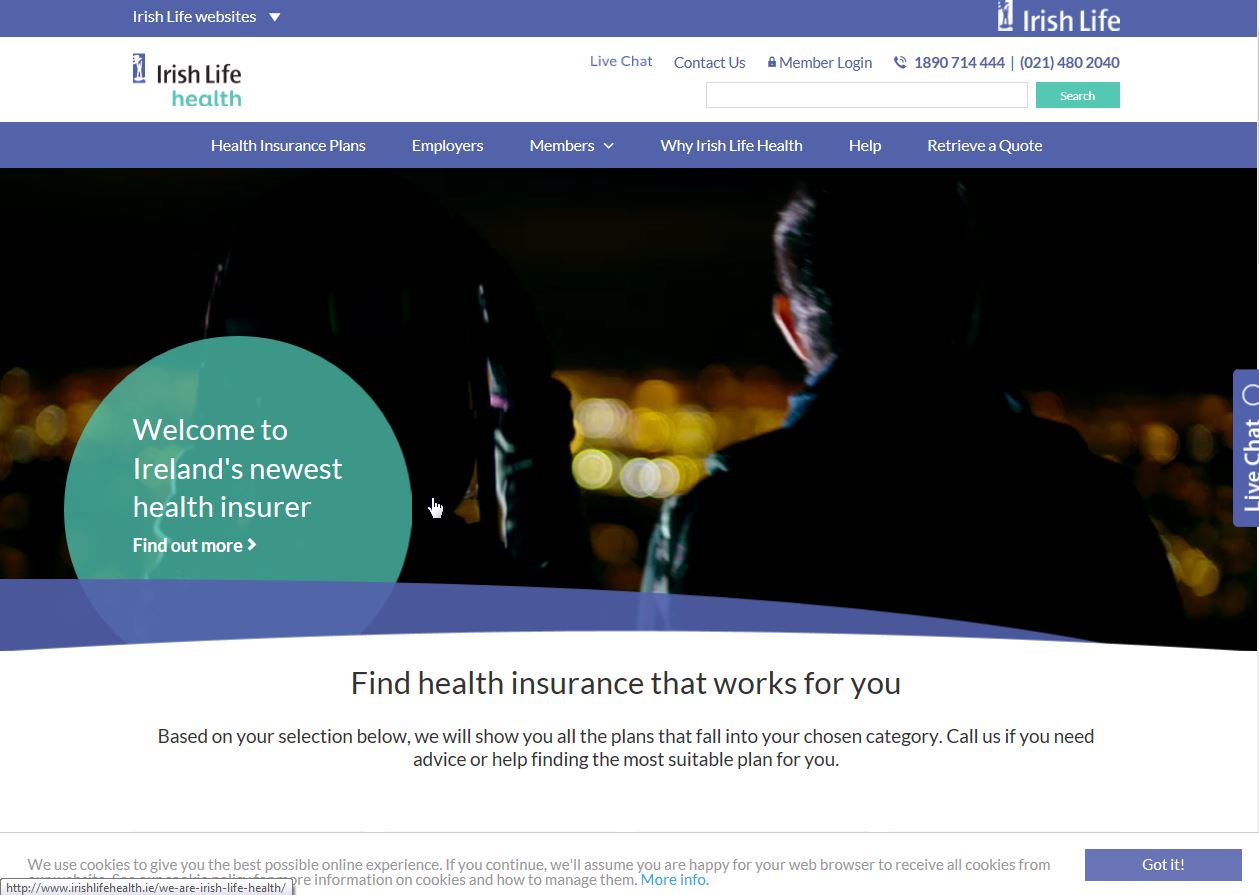 Irish Life websites
Irish Life
Irish Life
health
Live Chat
Contact Us
Member Login
1890 714 444 | (021) 480 2040
Search
Health Insurance Plans
Employers
Members
Why Irish Life Health
Help
Retrieve a Quote
Welcome to
Ireland's newest
health insurer
Find out more
Live Chat
Find health insurance that works for you
Based on your selection below, we will show you all the plans that fall into your chosen category. Call us if you need
advice or help finding the most suitable plan for you.
We use cookies to give you the best possible online experience. If you continue, we'll assume you are happy for your web browser to receive all cookies from
our website. See our cookie policy for more information on cookies and how to manage them. More info.
Got it!
http://www.irishlifehealth.ie/we-are-irish-life-health/